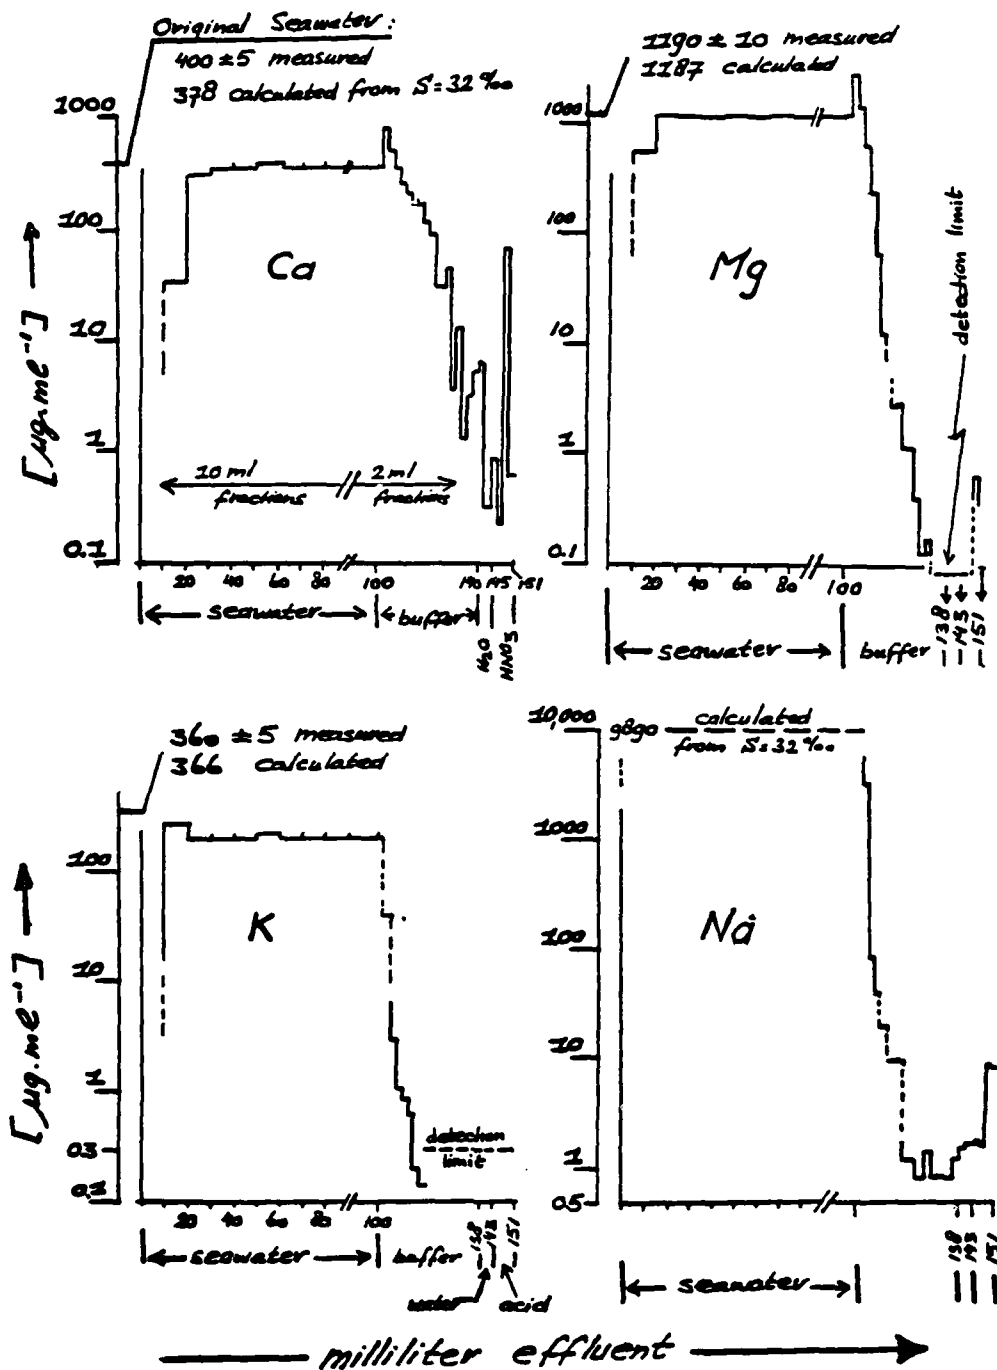 Original Seawater:
400 ±5 measured
378 calculated from S=32‰
1000
100
10
1
0.1
[µg.ml⁻¹]
Ca
10 ml
fractions
2 ml
fractions
20 40 60 80 100 140 145 151
seawater
buffer
H₂O
HNO3
1190 ± 10 measured
1187 calculated
1000
100
10
1
0.1
Mg
detection limit
20 40 60 80 100
seawater
buffer
138
143
151
360 ±5 measured
366 calculated
100
10
1
0.3
0.1
[µg.ml⁻¹]
K
detection
limit
20 40 60 80 100
seawater
buffer
138
143
151
water
acid
10,000
9890
calculated
from S=32‰
1000
100
10
1
0.5
Na
seawater
138
143
151
milliliter effluent